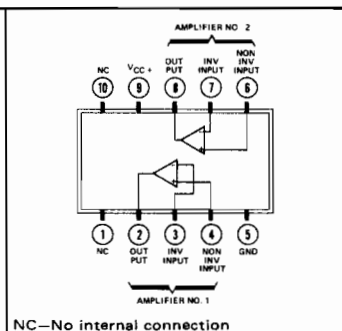 AMPLIFIER NO. 2
NC VCC+ OUT PUT INV INPUT NON INV INPUT
10 9 8 7 6
1 2 3 4 5
NC OUT PUT INV INPUT NON INV INPUT GND
AMPLIFIER NO. 1
NC—No internal connection